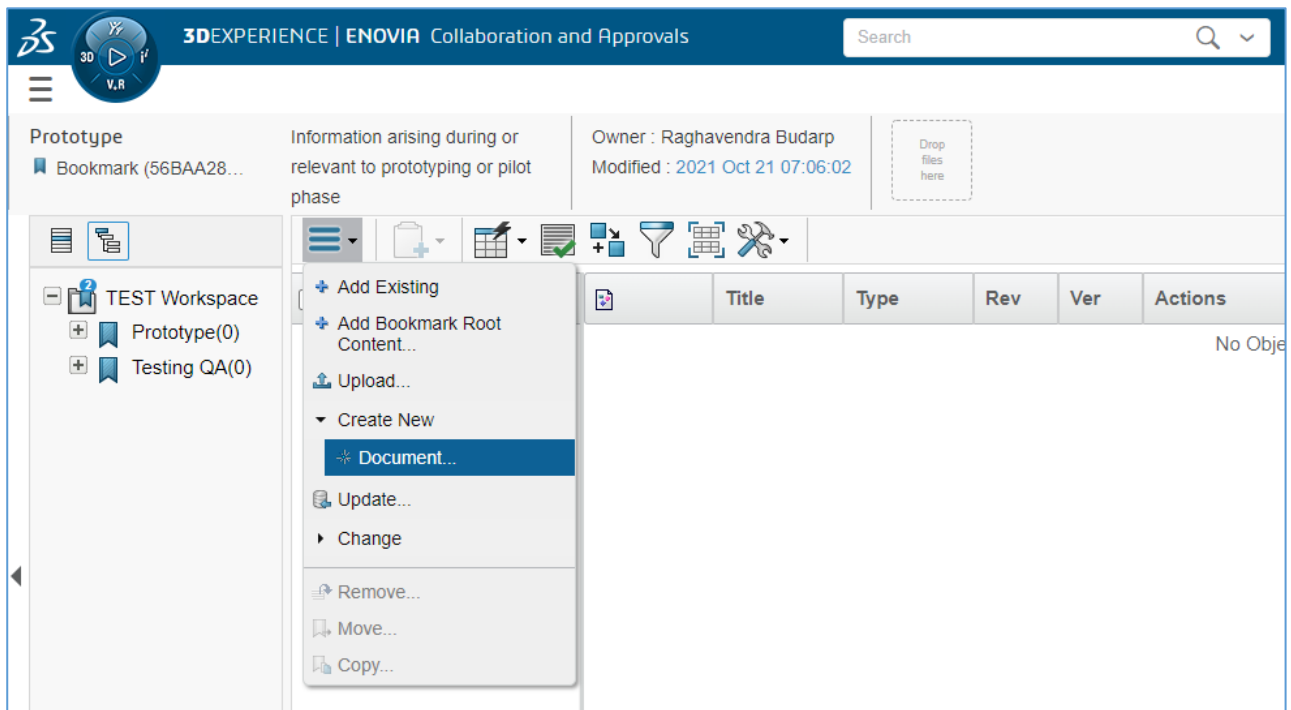 3DEXPERIENCE | ENOVIA Collaboration and Approvals
Search
3D
i'
V.R
Prototype
Bookmark (56BAA28...
Information arising during or
relevant to prototyping or pilot
phase
Owner : Raghavendra Budarp
Modified : 2021 Oct 21 07:06:02
Drop
files
here
TEST Workspace
2
Prototype(0)
Testing QA(0)
Add Existing
Add Bookmark Root
Content...
Upload...
Create New
Document...
Update...
Change
Remove...
Move...
Copy...
Title
Type
Rev
Ver
Actions
No Obje